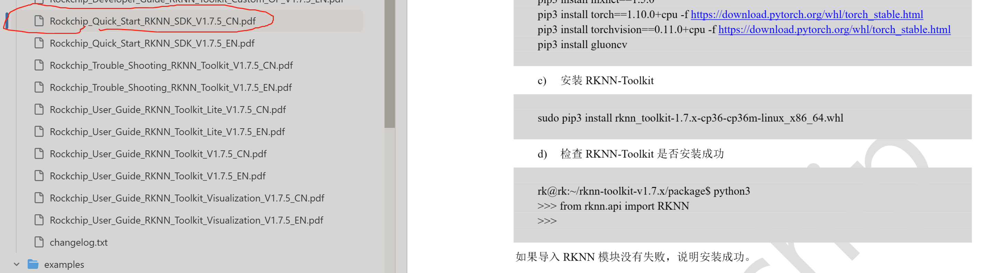 Rockchip_Developer_Guide_RKNN_Toolkit_Custom_OP_V1.7.5_EN.pdf
Rockchip_Quick_Start_RKNN_SDK_V1.7.5_CN.pdf
Rockchip_Quick_Start_RKNN_SDK_V1.7.5_EN.pdf
Rockchip_Trouble_Shooting_RKNN_Toolkit_V1.7.5_CN.pdf
Rockchip_Trouble_Shooting_RKNN_Toolkit_V1.7.5_EN.pdf
Rockchip_User_Guide_RKNN_Toolkit_Lite_V1.7.5_CN.pdf
Rockchip_User_Guide_RKNN_Toolkit_Lite_V1.7.5_EN.pdf
Rockchip_User_Guide_RKNN_Toolkit_V1.7.5_CN.pdf
Rockchip_User_Guide_RKNN_Toolkit_V1.7.5_EN.pdf
Rockchip_User_Guide_RKNN_Toolkit_Visualization_V1.7.5_CN.pdf
Rockchip_User_Guide_RKNN_Toolkit_Visualization_V1.7.5_EN.pdf
changelog.txt
examples
pip3 install mxnet==1.5.0
pip3 install torch==1.10.0+cpu -f https://download.pytorch.org/whl/torch_stable.html
pip3 install torchvision==0.11.0+cpu -f https://download.pytorch.org/whl/torch_stable.html
pip3 install gluoncv
c) 安装 RKNN-Toolkit
sudo pip3 install rknn_toolkit-1.7.x-cp36-cp36m-linux_x86_64.whl
d) 检查 RKNN-Toolkit 是否安装成功
rk@rk:~/rknn-toolkit-v1.7.x/package$ python3
>>> from rknn.api import RKNN
>>>
如果导入 RKNN 模块没有失败，说明安装成功。